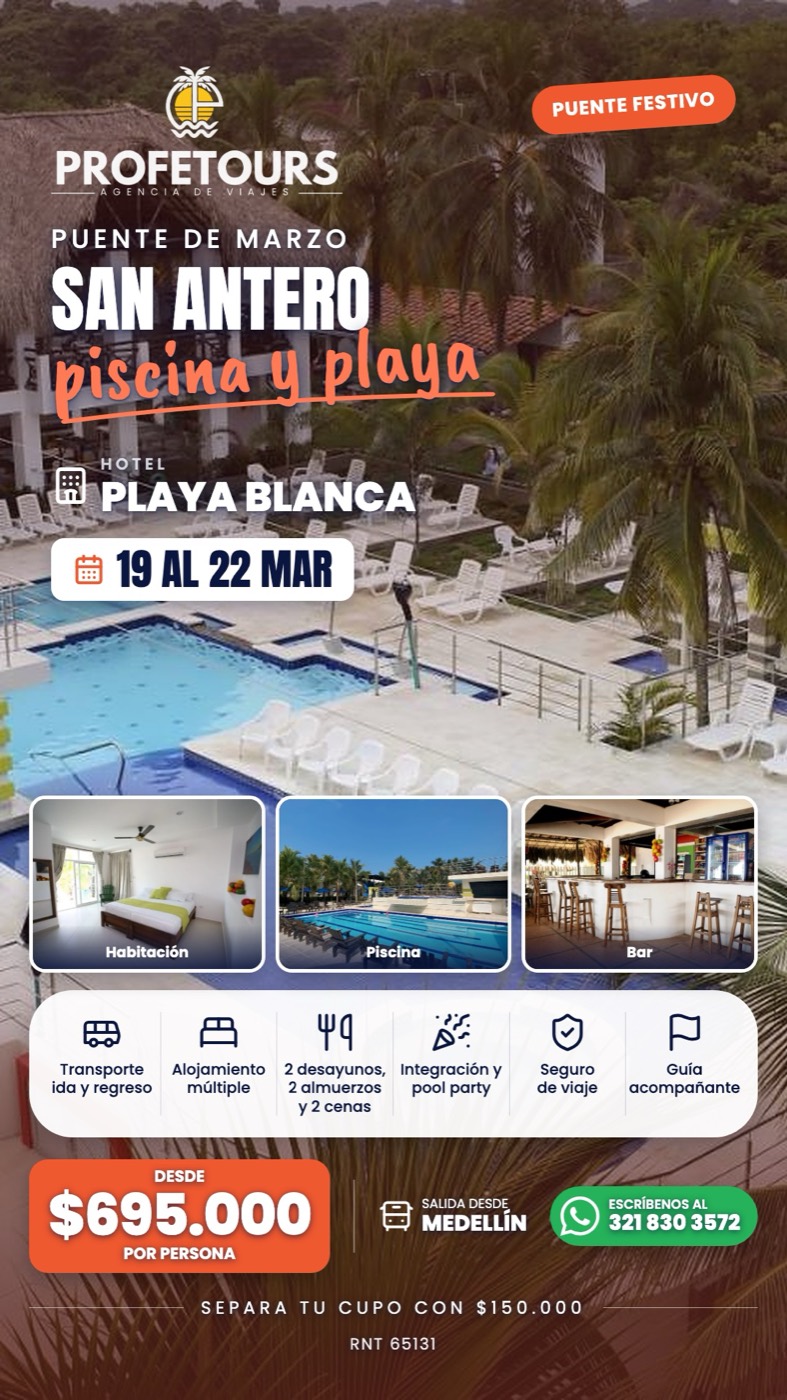 PROFETOURS
AGENCIA DE VIAJES
PUENTE FESTIVO
PUENTE DE MARZO
SAN ANTERO
piscina y playa
HOTEL
PLAYA BLANCA
19 AL 22 MAR
Habitación
Piscina
Bar
Transporte
ida y regreso
Alojamiento
múltiple
2 desayunos,
2 almuerzos
y 2 cenas
Integración y
pool party
Seguro
de viaje
Guía
acompañante
DESDE
$695.000
POR PERSONA
SALIDA DESDE
MEDELLÍN
ESCRÍBENOS AL
321 830 3572
SEPARA TU CUPO CON $150.000
RNT 65131